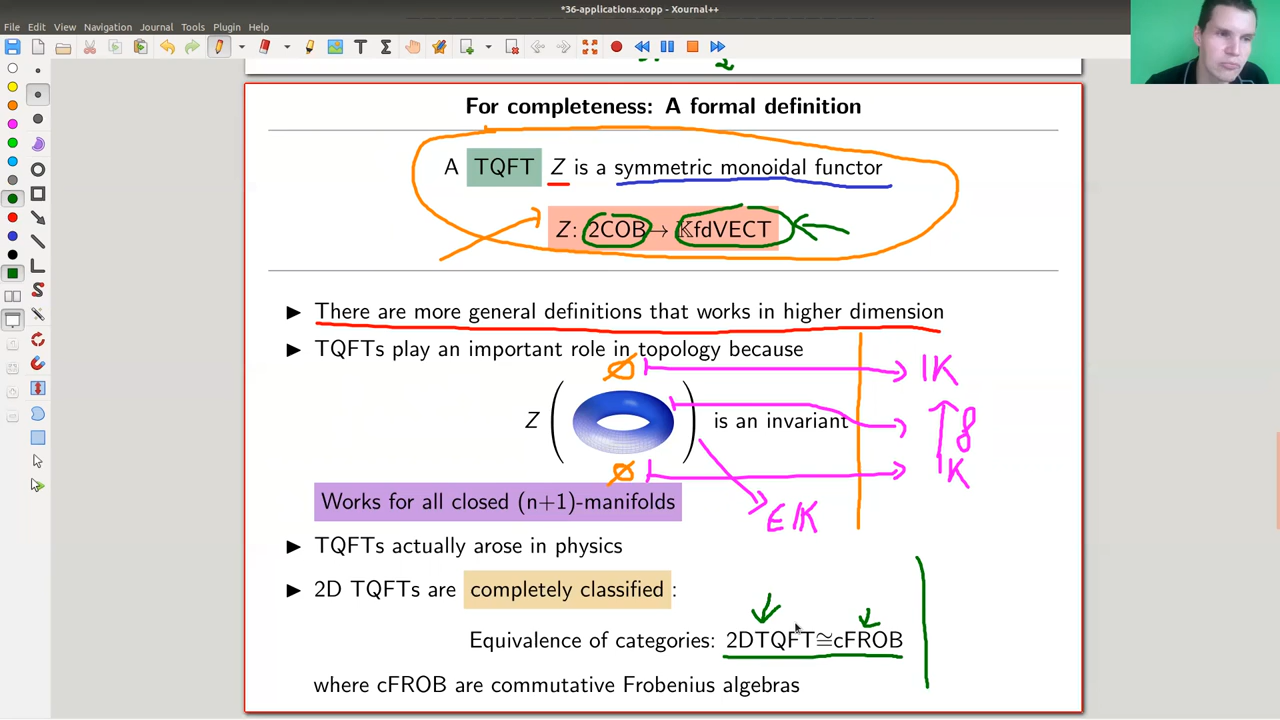 *36-applications.xopp - Xournal++
File Edit View Navigation Journal Tools Plugin Help
For completeness: A formal definition
A TQFT Z is a symmetric monoidal functor
Z: 2COB → KfdVECT
► There are more general definitions that works in higher dimension
► TQFTs play an important role in topology because
∅ 𝕂
Z ( ) is an invariant
∅ K
∈ 𝕂
Works for all closed (n+1)-manifolds
► TQFTs actually arose in physics
► 2D TQFTs are completely classified :
Equivalence of categories: 2DTQFT≅cFROB
where cFROB are commutative Frobenius algebras